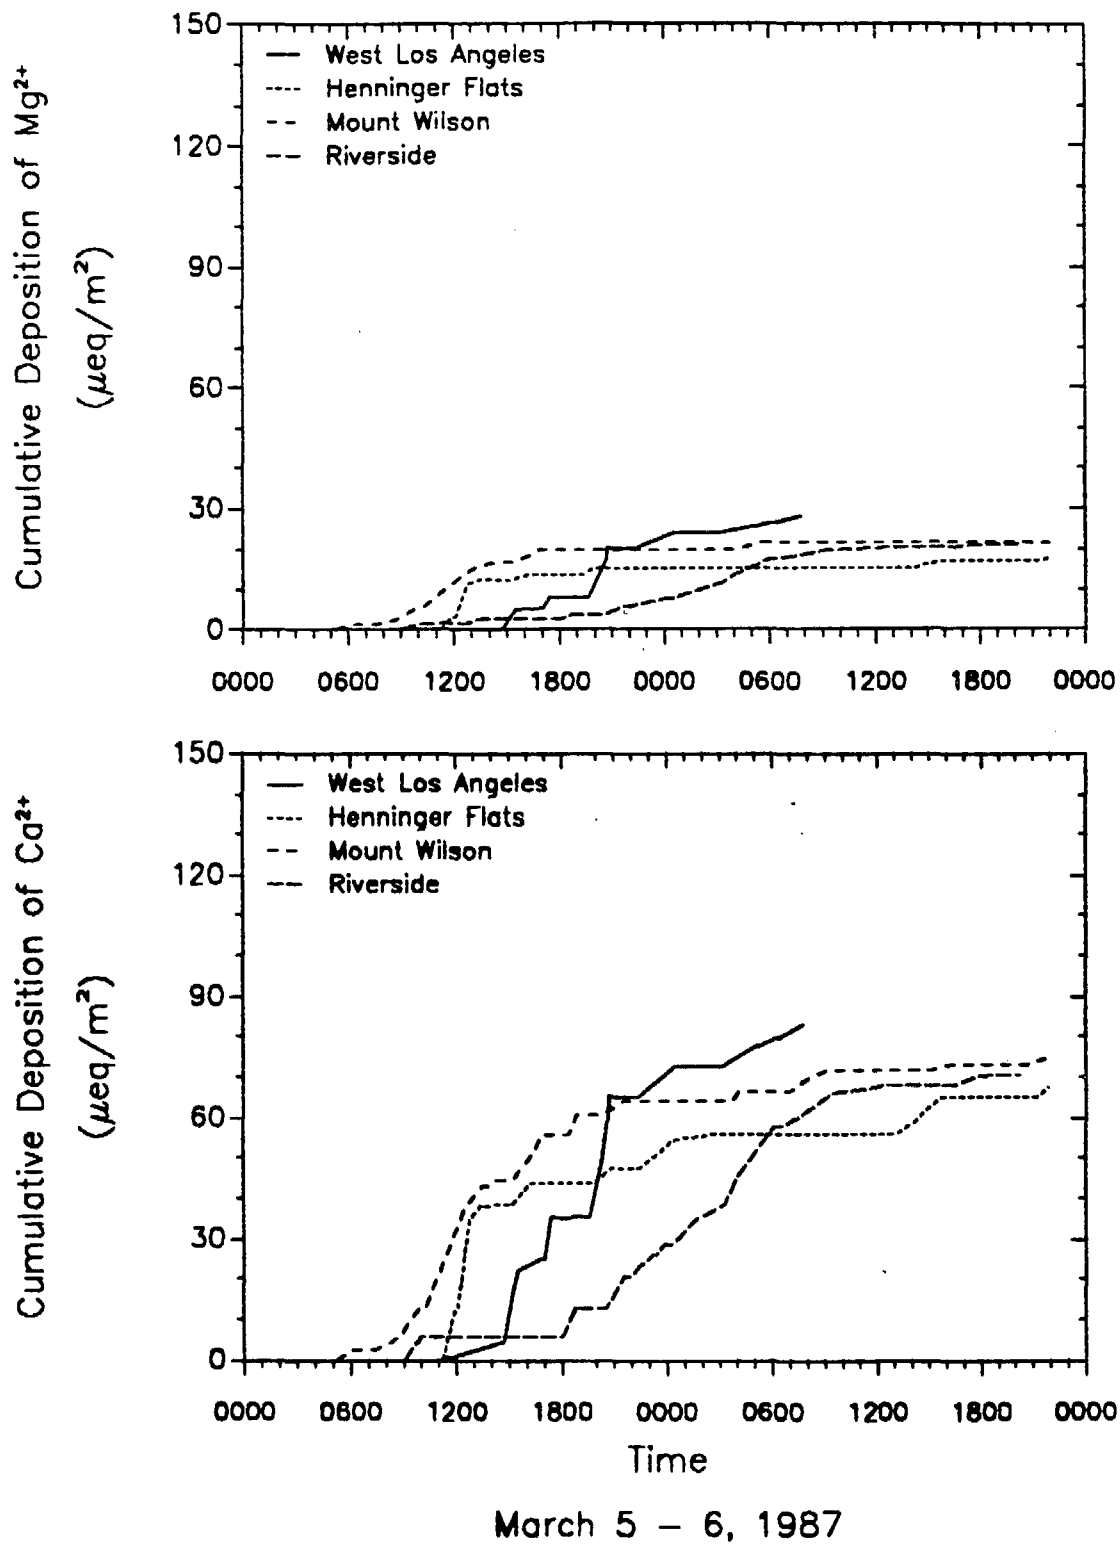 Cumulative Deposition of Mg²⁺
(μeq/m²)
150
120
90
60
30
0
West Los Angeles
Henninger Flats
Mount Wilson
Riverside
0000 0600 1200 1800 0000 0600 1200 1800 0000
Cumulative Deposition of Ca²⁺
(μeq/m²)
150
120
90
60
30
0
West Los Angeles
Henninger Flats
Mount Wilson
Riverside
0000 0600 1200 1800 0000 0600 1200 1800 0000
Time
March 5 – 6, 1987